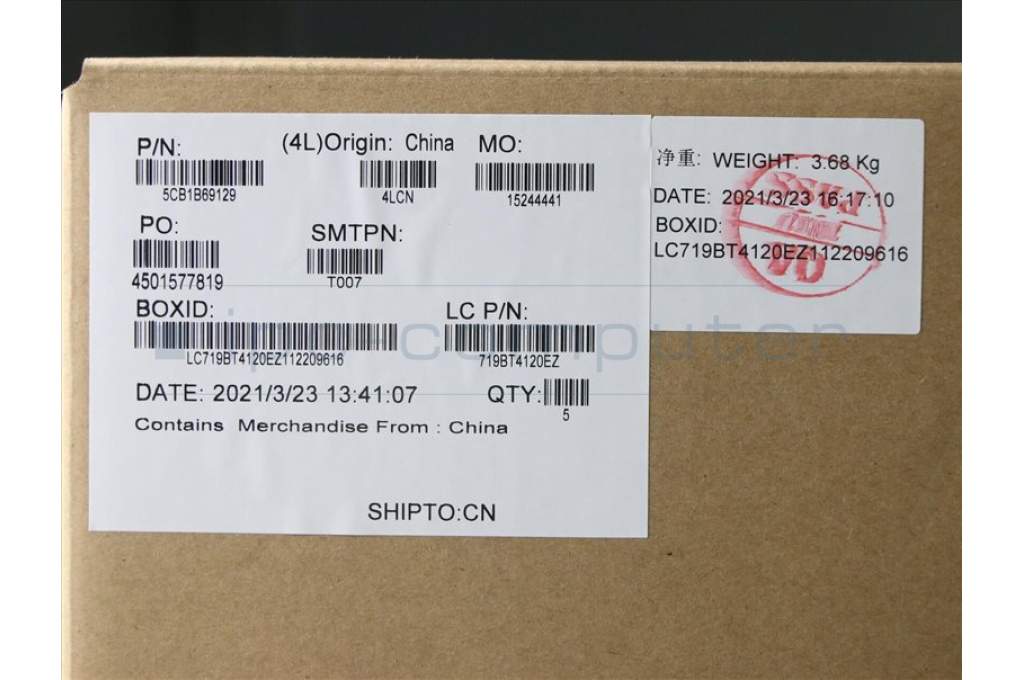 P/N:
(4L)Origin: China
MO:
5CB1B69129
4LCN
15244441
PO:
SMTPN:
4501577819
T007
BOXID:
LC P/N:
LC719BT4120EZ112209616
719BT4120EZ
DATE: 2021/3/23 13:41:07
QTY:
5
Contains Merchandise From : China
SHIPTO:CN
净重: WEIGHT: 3.68 Kg
DATE: 2021/3/23 16:17:10
BOXID:
LC719BT4120EZ112209616
PASS
computer